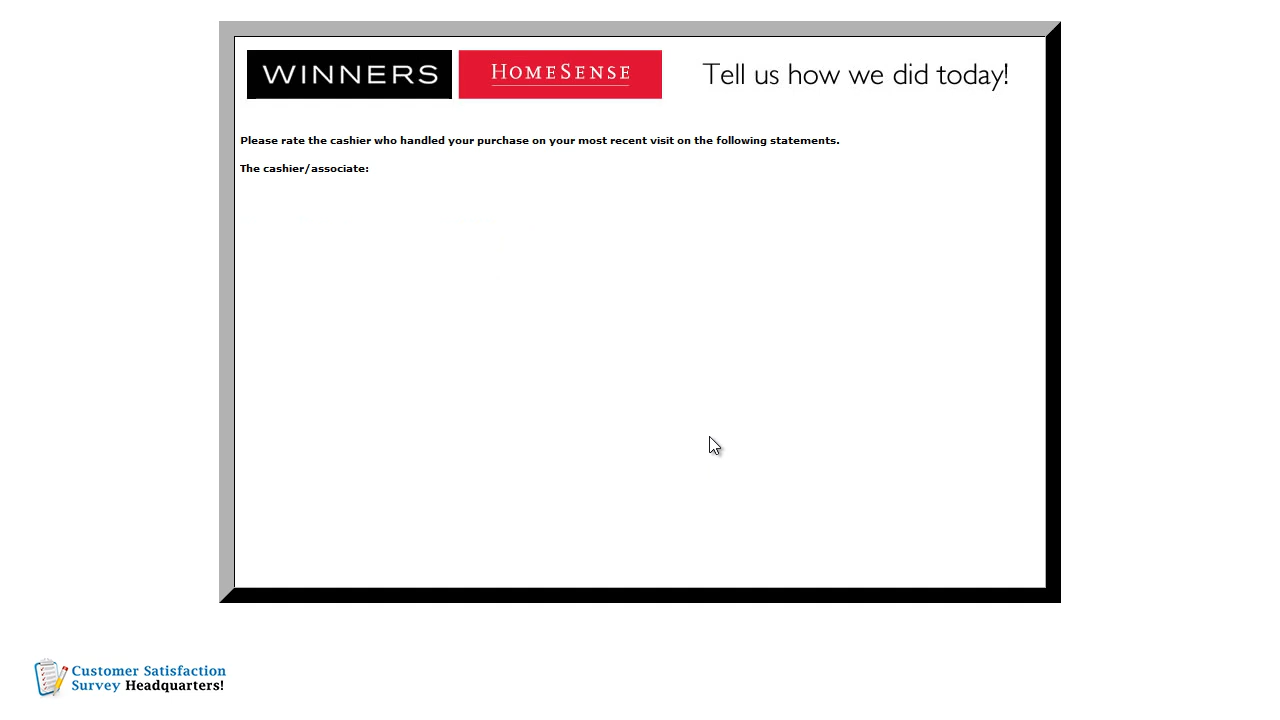 WINNERS HOMESENSE Tell us how we did today!
Please rate the cashier who handled your purchase on your most recent visit on the following statements.
The cashier/associate:
Customer Satisfaction
Survey Headquarters!